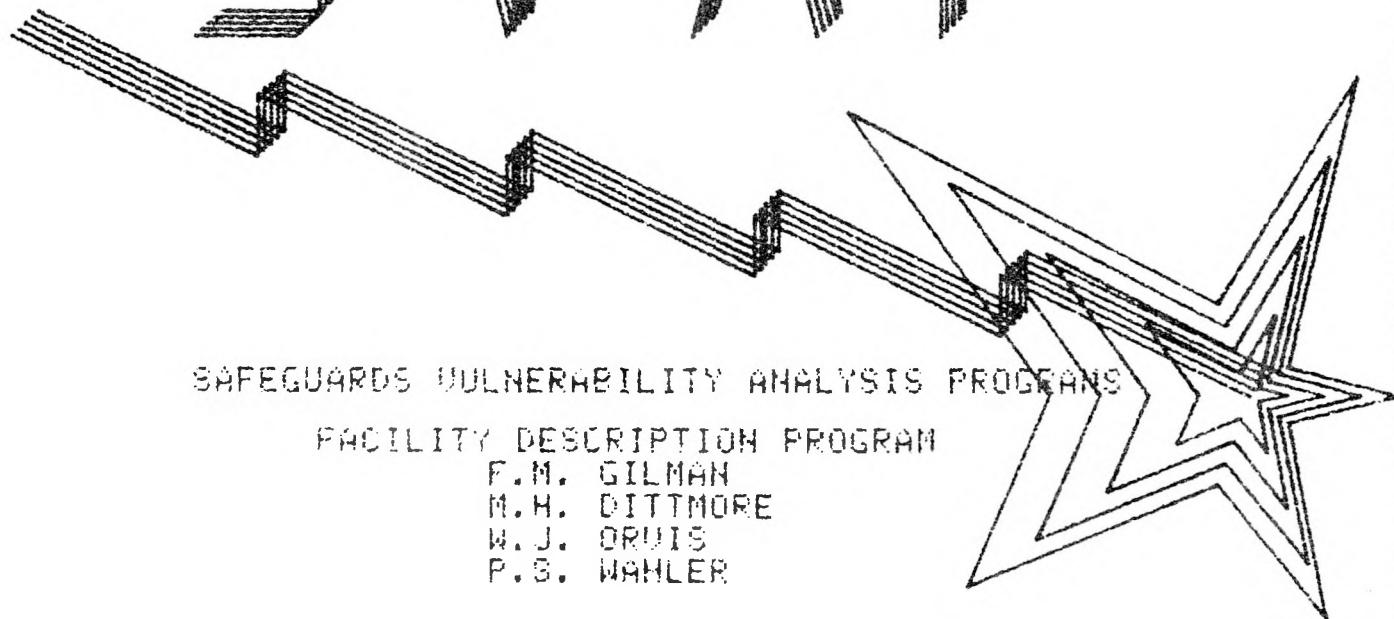 SAFEGUARDS VULNERABILITY ANALYSIS PROGRAMS
FACILITY DESCRIPTION PROGRAM
F.M. GILMAN
M.H. DITTMORE
W.J. ORVIS
P.S. WAHLER